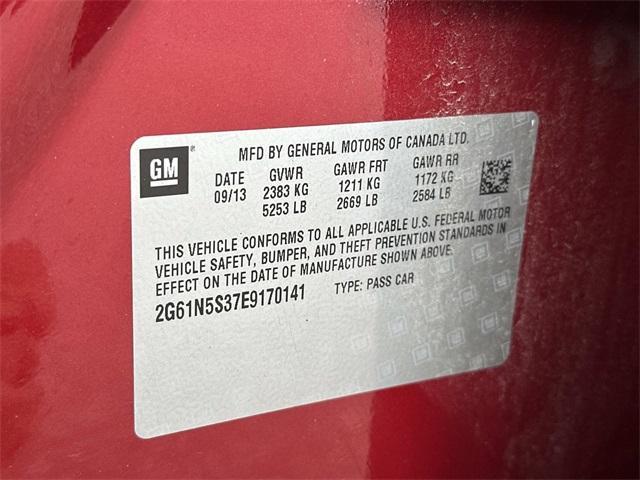 GM®
MFD BY GENERAL MOTORS OF CANADA LTD.
DATE GVWR GAWR FRT GAWR RR
09/13 2383 KG 1211 KG 1172 KG
5253 LB 2669 LB 2584 LB
THIS VEHICLE CONFORMS TO ALL APPLICABLE U.S. FEDERAL MOTOR
VEHICLE SAFETY, BUMPER, AND THEFT PREVENTION STANDARDS IN
EFFECT ON THE DATE OF MANUFACTURE SHOWN ABOVE.
2G61N5S37E9170141 TYPE: PASS CAR